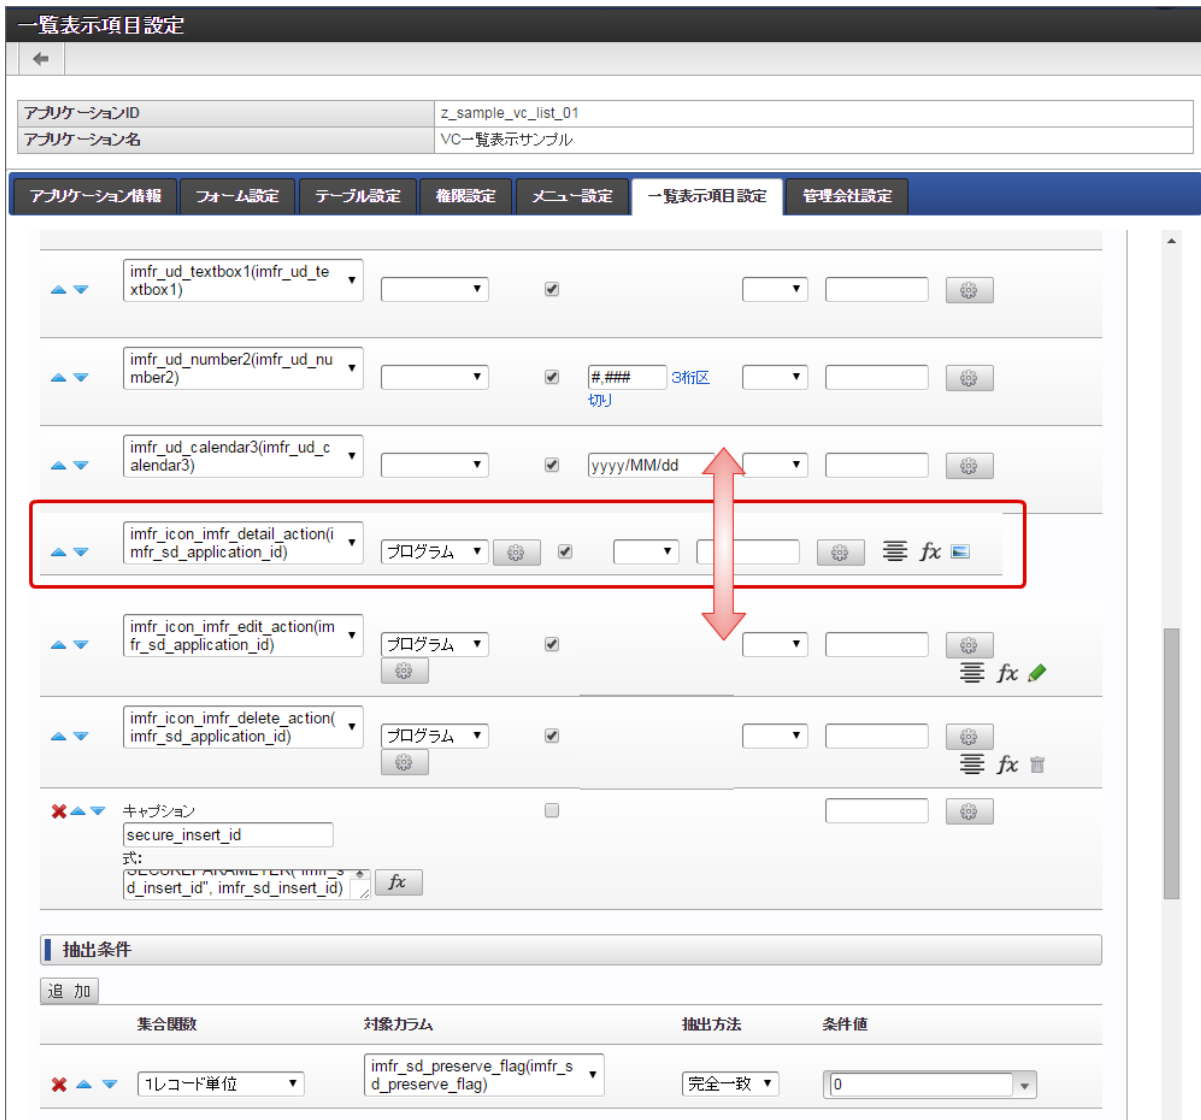 一覧表示項目設定
アプリケーションID z_sample_vc_list_01
アプリケーション名 VC一覧表示サンプル
アプリケーション情報 フォーム設定 テーブル設定 権限設定 メニュー設定 一覧表示項目設定 管理会社設定
imfr_ud_textbox1(imfr_ud_te
xtbox1)
imfr_ud_number2(imfr_ud_nu
mber2)
#,### 3桁区
切り
imfr_ud_calendar3(imfr_ud_c
alendar3)
yyyy/MM/dd
imfr_icon_imfr_detail_action(i
mfr_sd_application_id)
プログラム
fx
imfr_icon_imfr_edit_action(im
fr_sd_application_id)
プログラム
fx
imfr_icon_imfr_delete_action(
imfr_sd_application_id)
プログラム
fx
キャプション
secure_insert_id
式:
SECUREPARAMETER("imfr_s
d_insert_id", imfr_sd_insert_id)
fx
抽出条件
追 加
集合関数 対象カラム 抽出方法 条件値
1レコード単位
imfr_sd_preserve_flag(imfr_s
d_preserve_flag)
完全一致 0